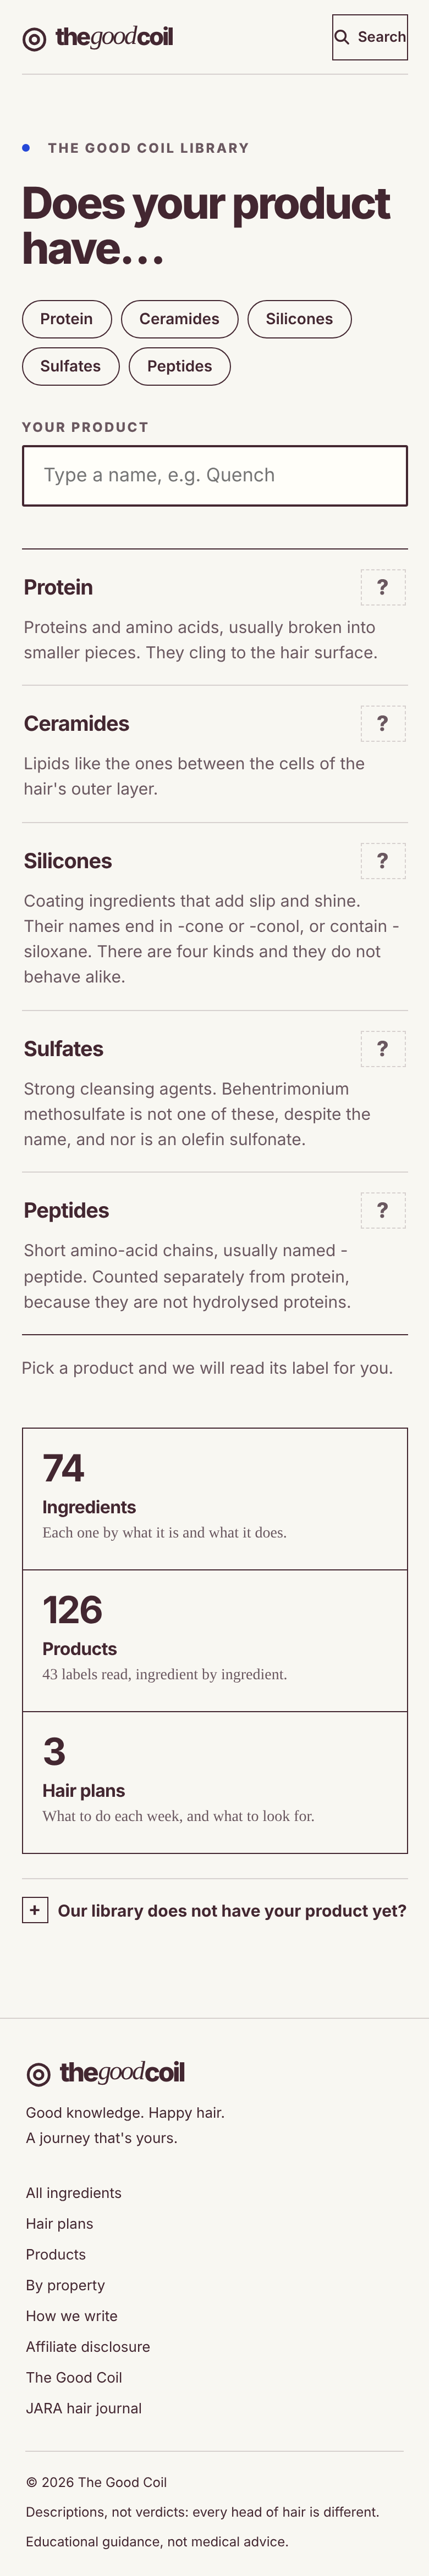 thegoodcoil
Search
THE GOOD COIL LIBRARY
Does your product
have...
Protein
Ceramides
Silicones
Sulfates
Peptides
YOUR PRODUCT
Type a name, e.g. Quench
Protein
?
Proteins and amino acids, usually broken into
smaller pieces. They cling to the hair surface.
Ceramides
?
Lipids like the ones between the cells of the
hair's outer layer.
Silicones
?
Coating ingredients that add slip and shine.
Their names end in -cone or -conol, or contain -
siloxane. There are four kinds and they do not
behave alike.
Sulfates
?
Strong cleansing agents. Behentrimonium
methosulfate is not one of these, despite the
name, and nor is an olefin sulfonate.
Peptides
?
Short amino-acid chains, usually named -
peptide. Counted separately from protein,
because they are not hydrolysed proteins.
Pick a product and we will read its label for you.
74
Ingredients
Each one by what it is and what it does.
126
Products
43 labels read, ingredient by ingredient.
3
Hair plans
What to do each week, and what to look for.
+ Our library does not have your product yet?
thegoodcoil
Good knowledge. Happy hair.
A journey that's yours.
All ingredients
Hair plans
Products
By property
How we write
Affiliate disclosure
The Good Coil
JARA hair journal
© 2026 The Good Coil
Descriptions, not verdicts: every head of hair is different.
Educational guidance, not medical advice.